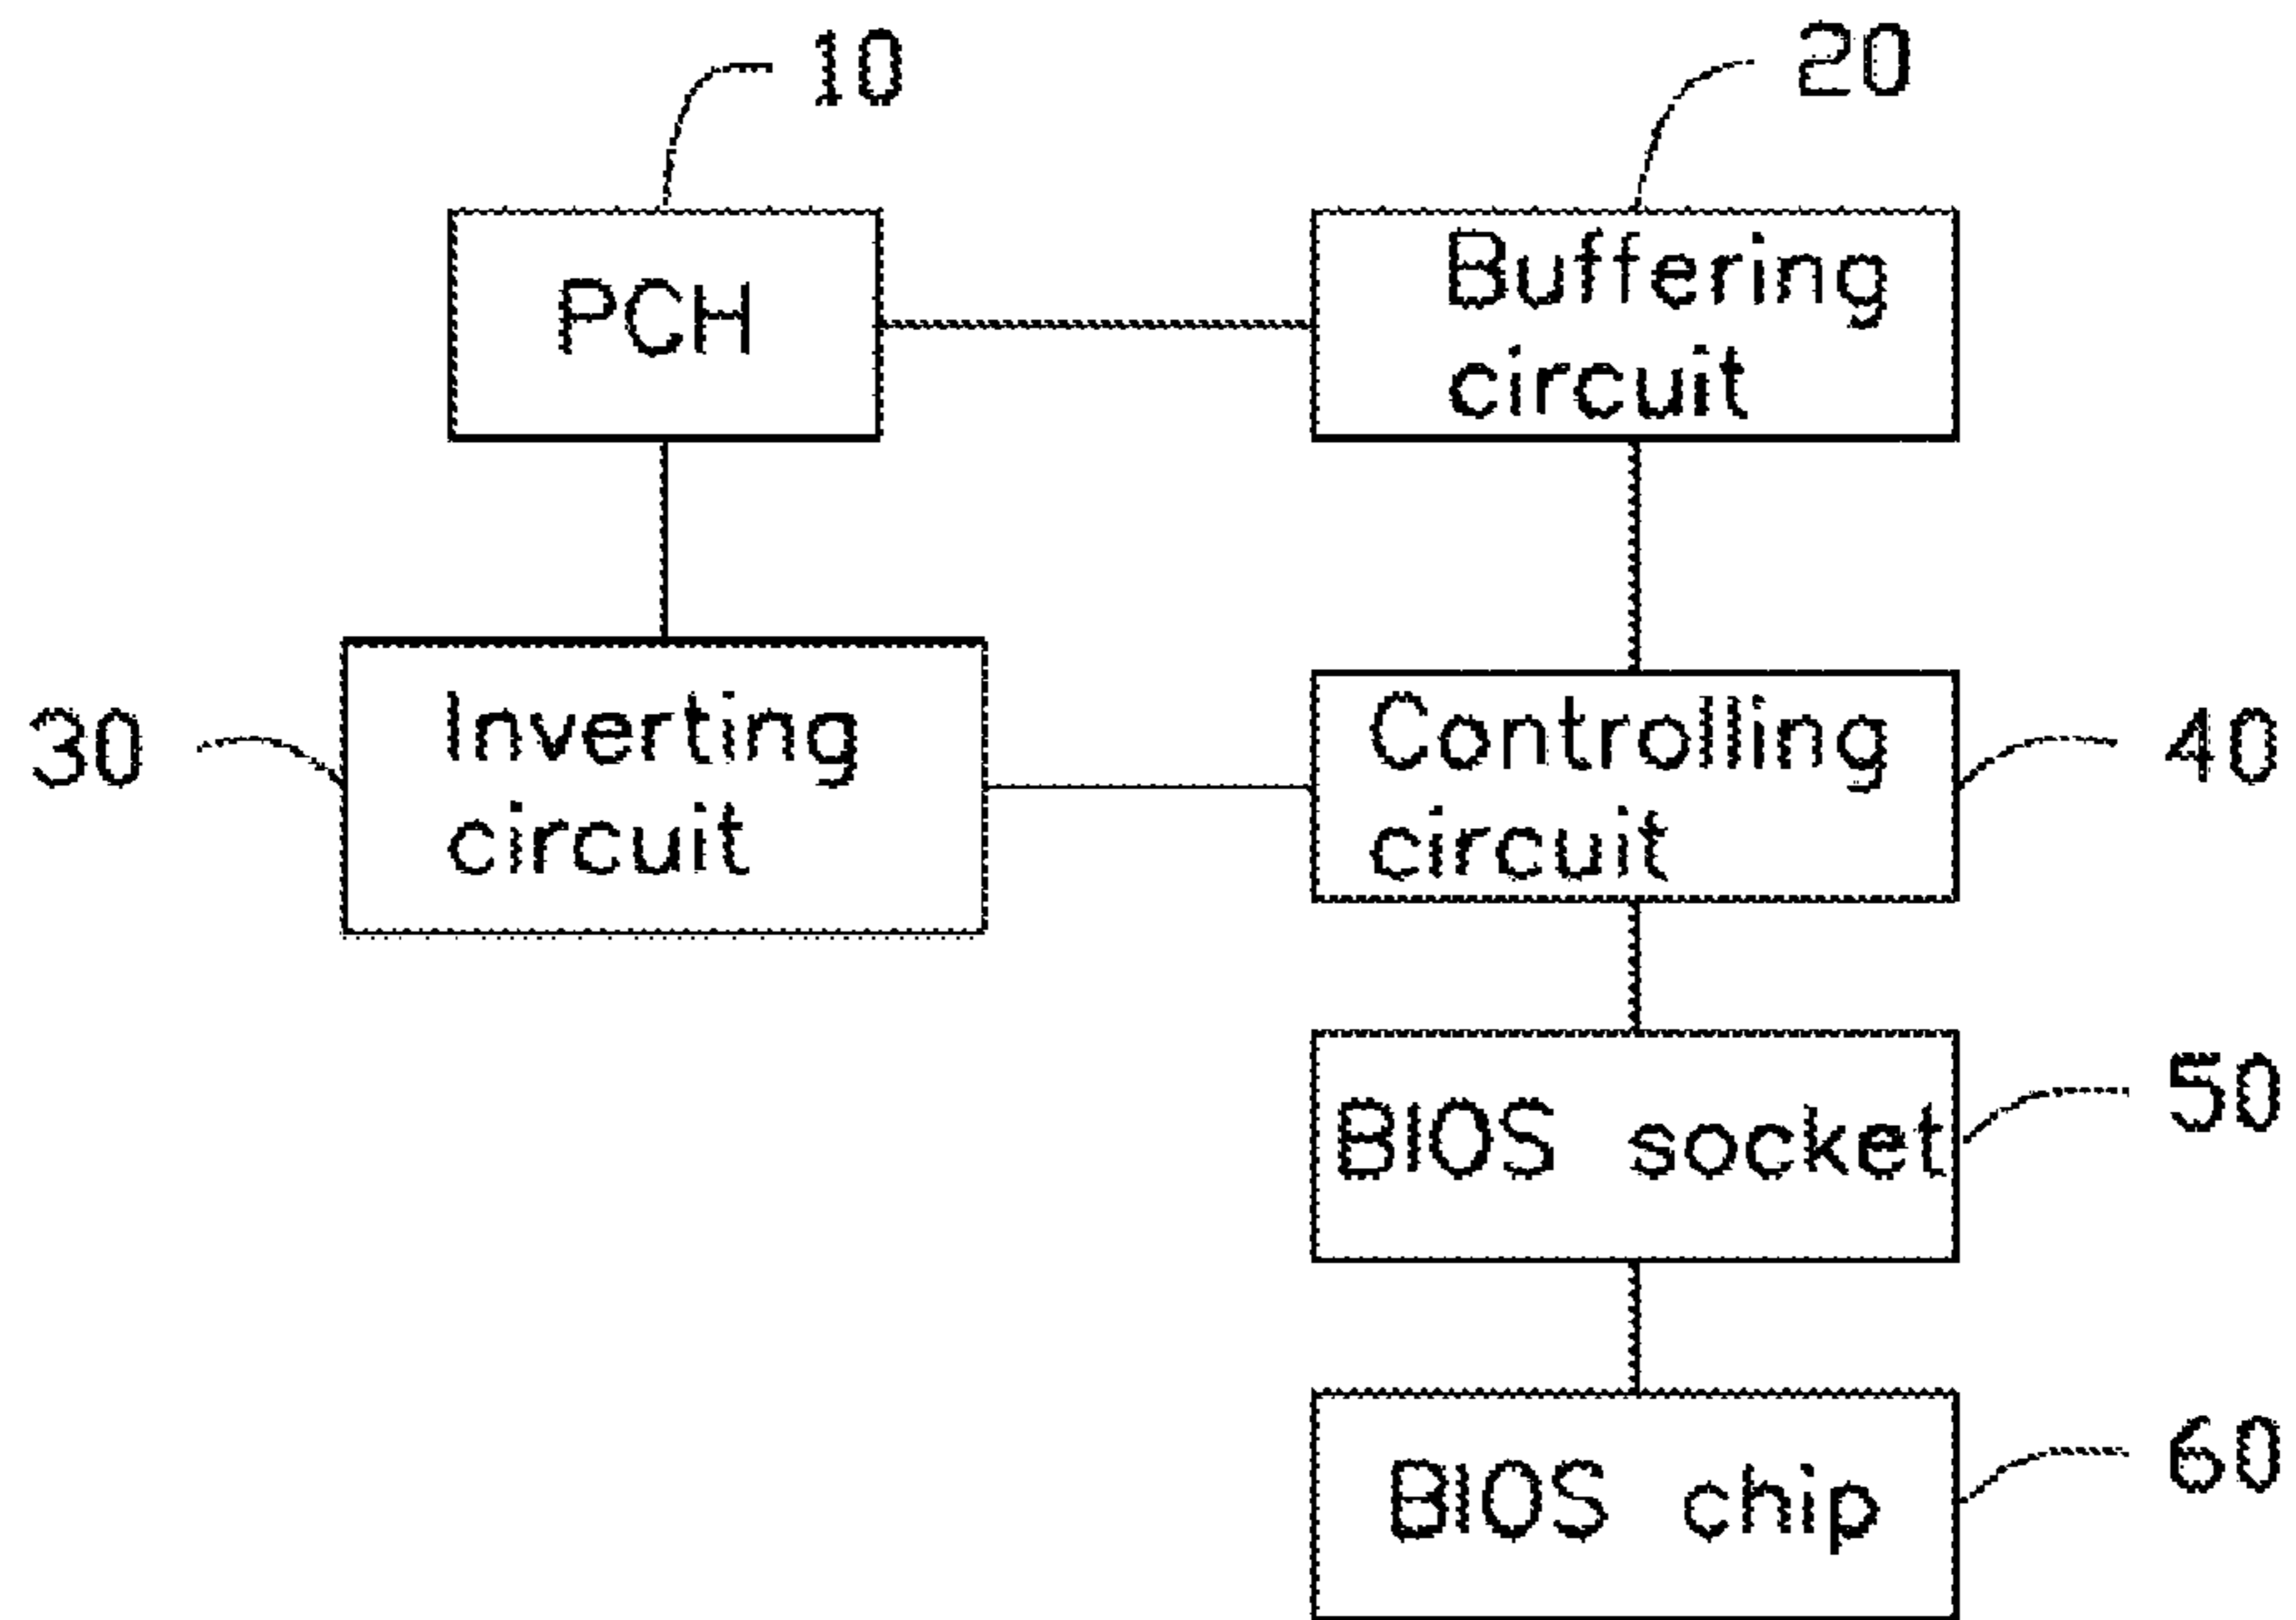 10
20
PCH
Buffering
circuit
30
Inverting
circuit
Controlling
circuit
40
BIOS socket
50
BIOS chip
60